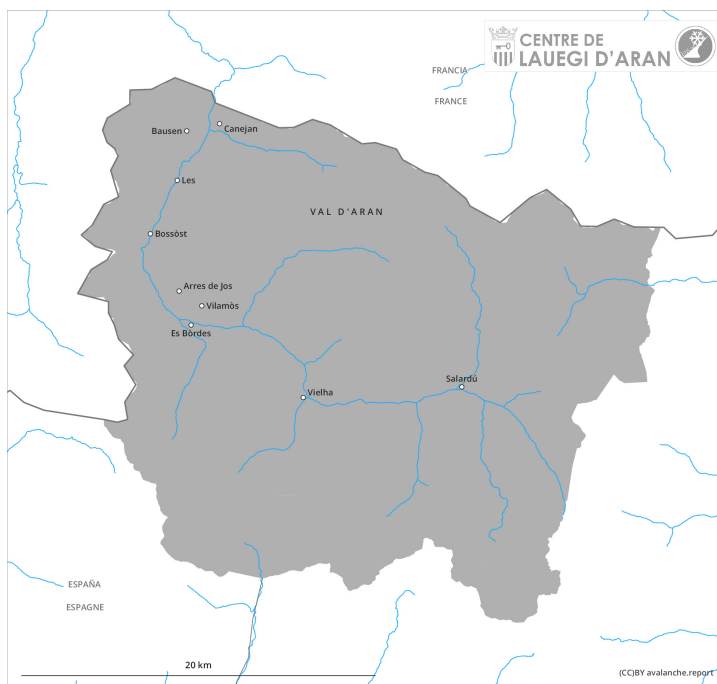 CENTRE DE
LAUEGI D'ARAN
FRANCIA
FRANCE
Bausen
Canejan
Les
VAL D'ARAN
Bossòst
Arres de Jos
Vilamòs
Es Bòrdes
Salardú
Vielha
ESPAÑA
ESPAGNE
20 km
(CC)BY avalanche.report